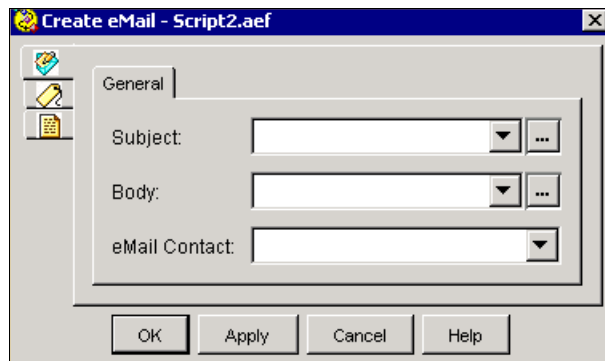 Create eMail - Script2.aef
General
Subject:
...
Body:
...
eMail Contact:
OK Apply Cancel Help